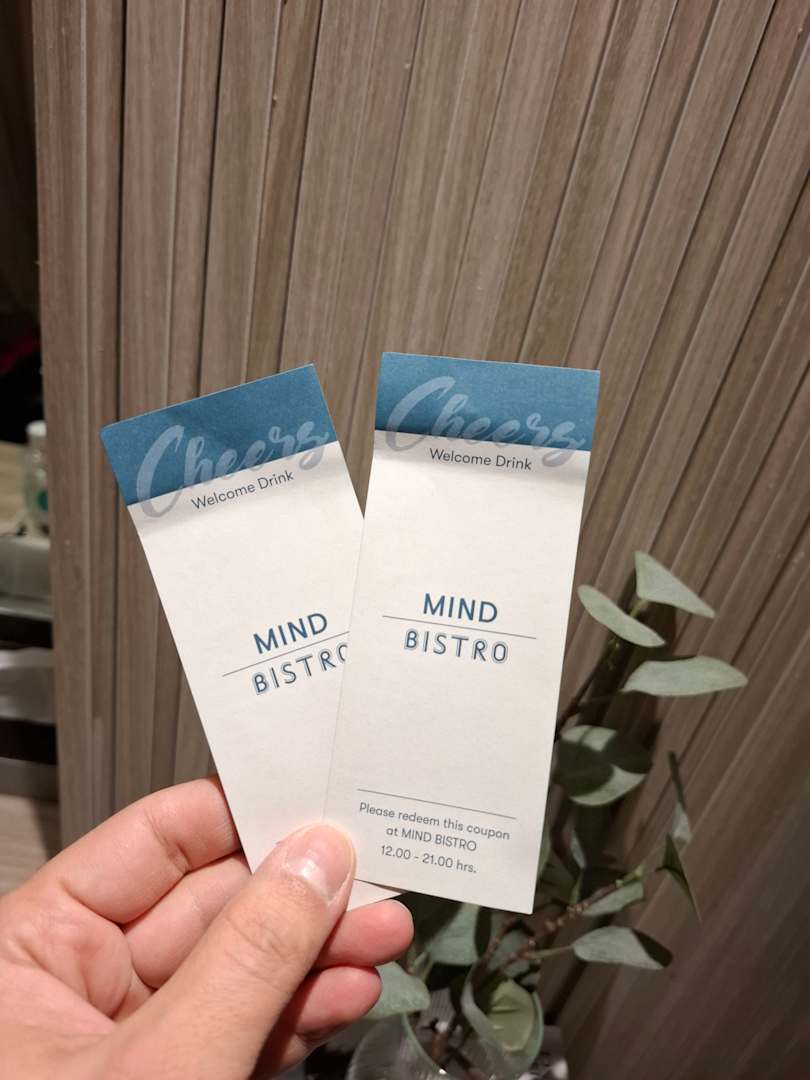 Cheers
Welcome Drink
MIND
BISTRO
Cheers
Welcome Drink
MIND
BISTRO
Please redeem this coupon
at MIND BISTRO
12.00 - 21.00 hrs.